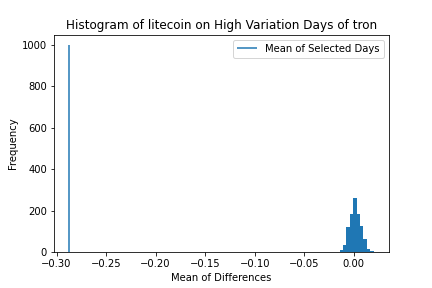 Histogram of litecoin on High Variation Days of tron
Mean of Selected Days
1000
800
600
400
200
0
Frequency
−0.30 −0.25 −0.20 −0.15 −0.10 −0.05 0.00
Mean of Differences